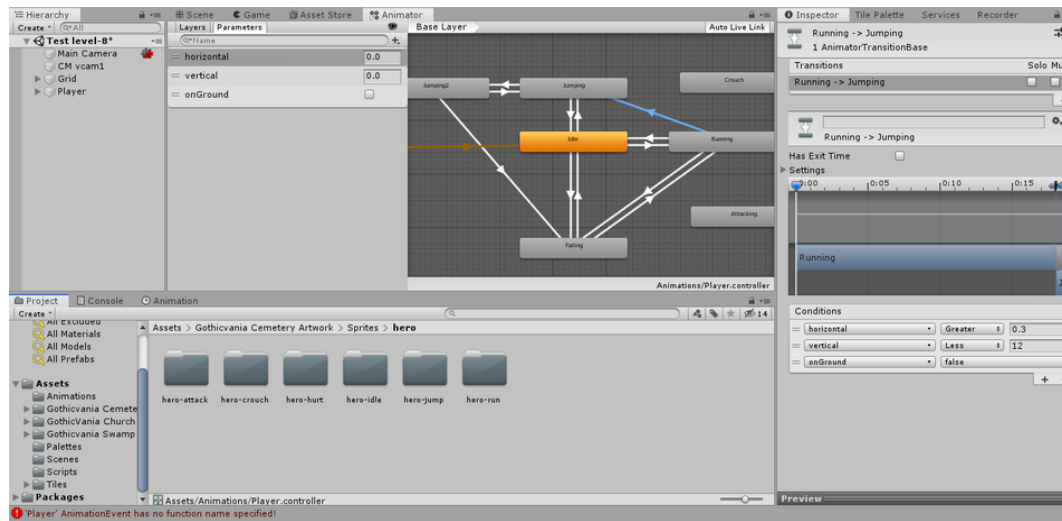 Hierarchy
Create
All
Test level-8*
Main Camera
CM vcam1
Grid
Player
Scene
Game
Asset Store
Animator
Layers
Parameters
Base Layer
Auto Live Link
Name
horizontal
0.0
vertical
0.0
onGround
Jumping2
Jumping
Crouch
Idle
Running
Attacking
Falling
Animations/Player.controller
Inspector
Tile Palette
Services
Recorder
Running -> Jumping
1 AnimatorTransitionBase
Transitions
Solo Mu
Running -> Jumping
Running -> Jumping
Has Exit Time
Settings
0:00
0:05
0:10
0:15
Running
Conditions
horizontal
Greater
0.3
vertical
Less
12
onGround
false
Preview
Project
Console
Animation
Create
14
All Excluded
All Materials
All Models
All Prefabs
Assets
Animations
Gothicvania Cemete
GothicVania Church
Gothicvania Swamp
Palettes
Scenes
Scripts
Tiles
Packages
Assets > Gothicvania Cemetery Artwork > Sprites > hero
hero-attack
hero-crouch
hero-hurt
hero-idle
hero-jump
hero-run
Assets/Animations/Player.controller
'Player' AnimationEvent has no function name specified!